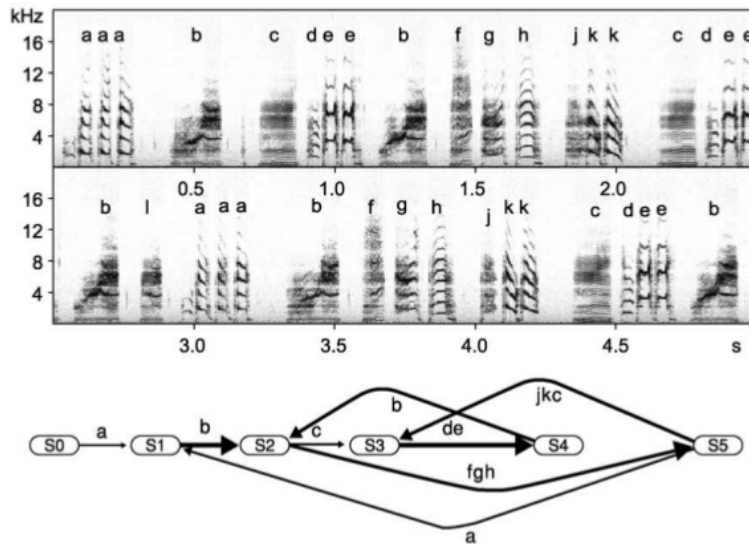 kHz a a a b c d e e b f g h j k k c d e e
16
12
8
4
0.5 1.0 1.5 2.0
b l a a a b f g h j k k c d e e b
16
12
8
4
3.0 3.5 4.0 4.5 s
b jkc
a b c de
S0 S1 S2 S3 S4 S5
fgh
a